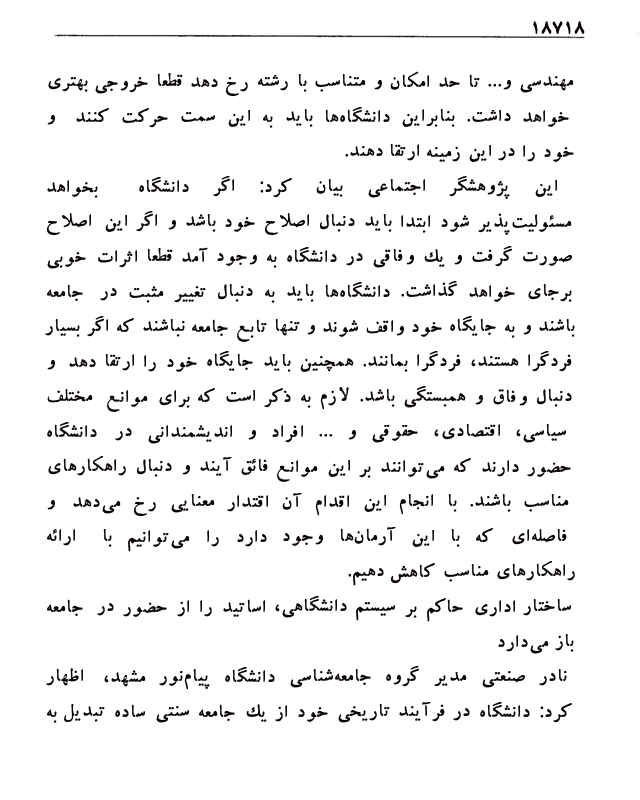 ۱۸۷۱۸
مهندسی و... تا حد امکان و متناسب با رشته رخ دهد قطعا خروجی بهتری
خواهد داشت. بنابراین دانشگاه‌ها باید به این سمت حرکت کنند و
خود را در این زمینه ارتقا دهند.
این پژوهشگر اجتماعی بیان کرد: اگر دانشگاه بخواهد
مسئولیت‌پذیر شود ابتدا باید دنبال اصلاح خود باشد و اگر این اصلاح
صورت گرفت و یك وفاقی در دانشگاه به وجود آمد قطعا اثرات خوبی
برجای خواهد گذاشت. دانشگاه‌ها باید به دنبال تغییر مثبت در جامعه
باشند و به جایگاه خود واقف شوند و تنها تابع جامعه نباشند که اگر بسیار
فردگرا هستند، فردگرا بمانند. همچنین باید جایگاه خود را ارتقا دهد و
دنبال وفاق و همبستگی باشد. لازم به ذکر است که برای موانع مختلف
سیاسی، اقتصادی، حقوقی و ... افراد و اندیشمندانی در دانشگاه
حضور دارند که می‌توانند بر این موانع فائق آیند و دنبال راهکارهای
مناسب باشند. با انجام این اقدام آن اقتدار معنایی رخ می‌دهد و
فاصله‌ای که با این آرمان‌ها وجود دارد را می‌توانیم با ارائه
راهکارهای مناسب کاهش دهیم.
ساختار اداری حاکم بر سیستم دانشگاهی، اساتید را از حضور در جامعه
باز می‌دارد
نادر صنعتی مدیر گروه جامعه‌شناسی دانشگاه پیام‌نور مشهد، اظهار
کرد: دانشگاه در فرآیند تاریخی خود از یك جامعه سنتی ساده تبدیل به